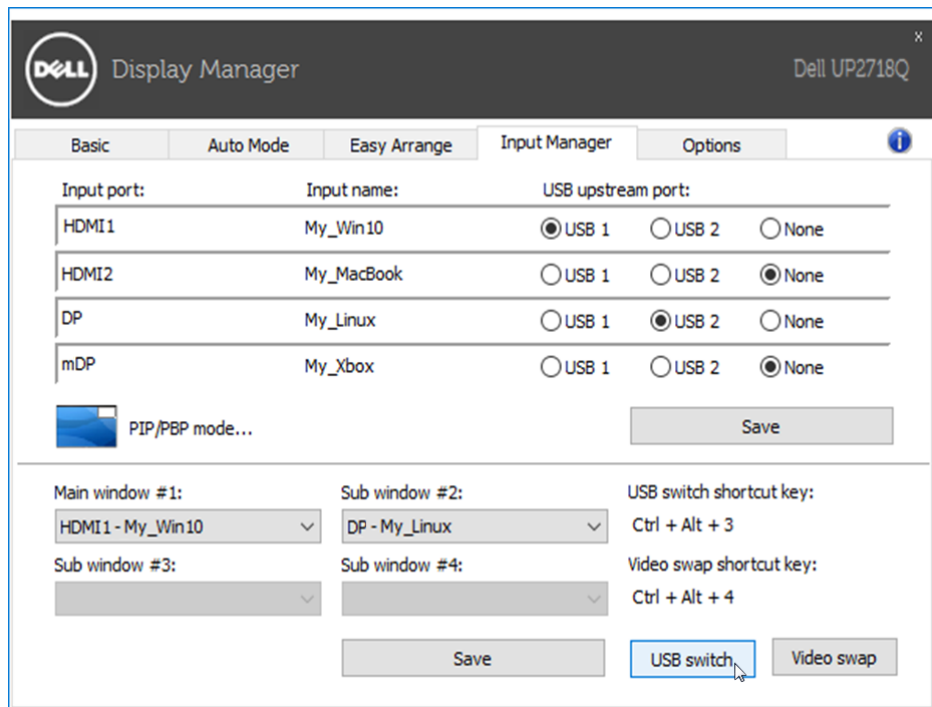 DELL Display Manager Dell UP2718Q x
Basic Auto Mode Easy Arrange Input Manager Options i
Input port: Input name: USB upstream port:
HDMI1 My_Win10 USB 1 USB 2 None
HDMI2 My_MacBook USB 1 USB 2 None
DP My_Linux USB 1 USB 2 None
mDP My_Xbox USB 1 USB 2 None
PIP/PBP mode... Save
Main window #1: Sub window #2: USB switch shortcut key:
HDMI1 - My_Win10 DP - My_Linux Ctrl + Alt + 3
Sub window #3: Sub window #4: Video swap shortcut key:
Ctrl + Alt + 4
Save USB switch Video swap